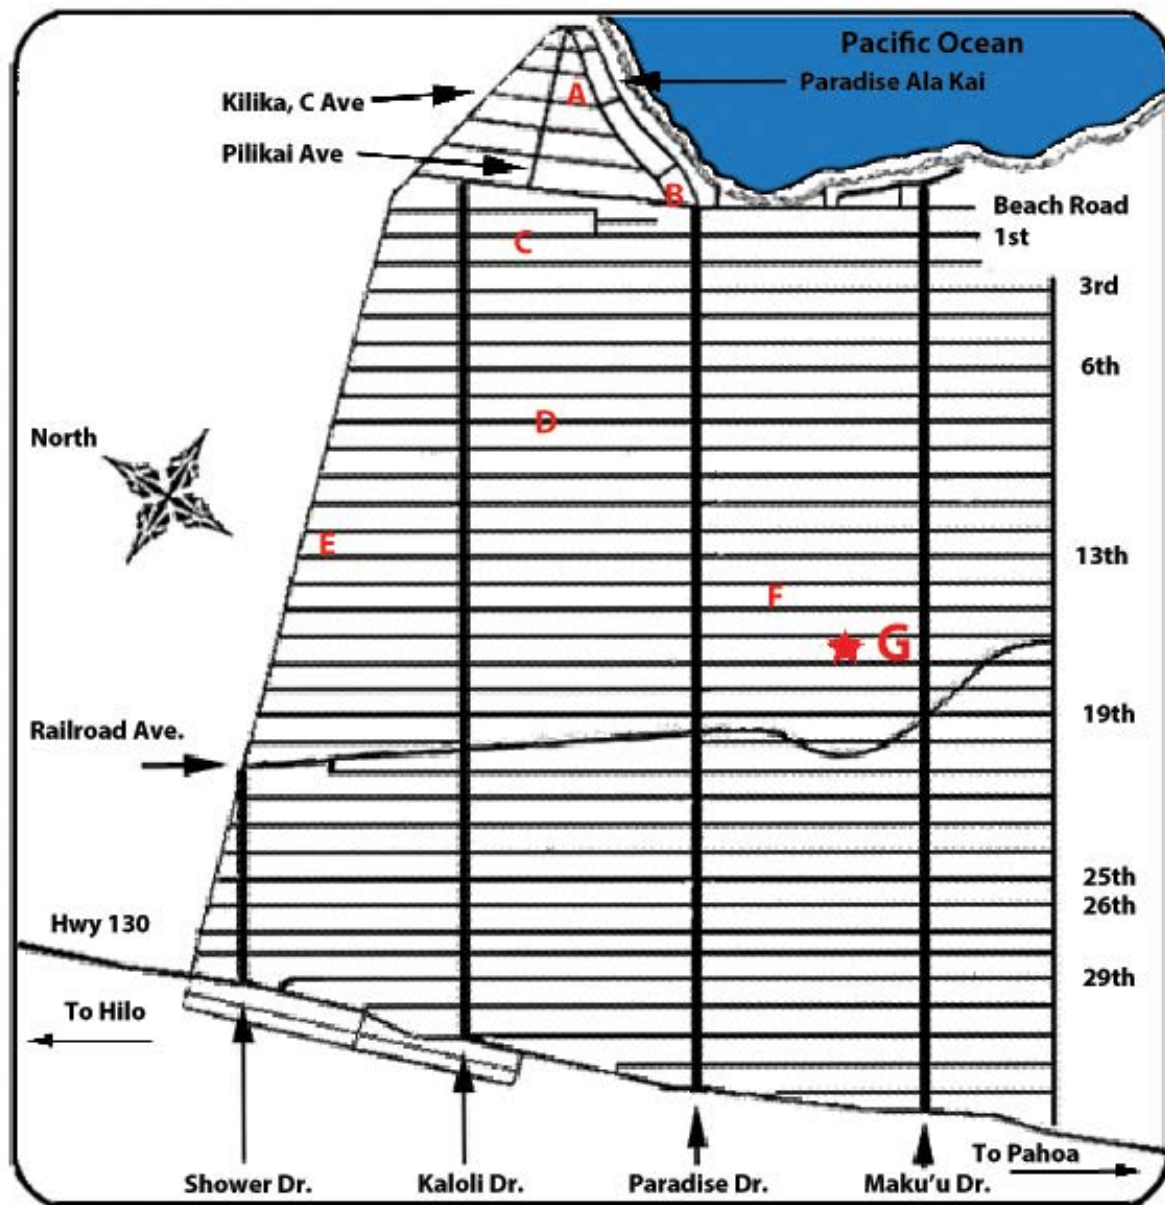 Pacific Ocean
Paradise Ala Kai
Kilika, C Ave
A
Pilikai Ave
B
Beach Road
C
1st
3rd
6th
D
North
E
13th
F
G
Railroad Ave.
19th
25th
26th
Hwy 130
29th
To Hilo
To Pahoa
Shower Dr.
Kaloli Dr.
Paradise Dr.
Maku'u Dr.